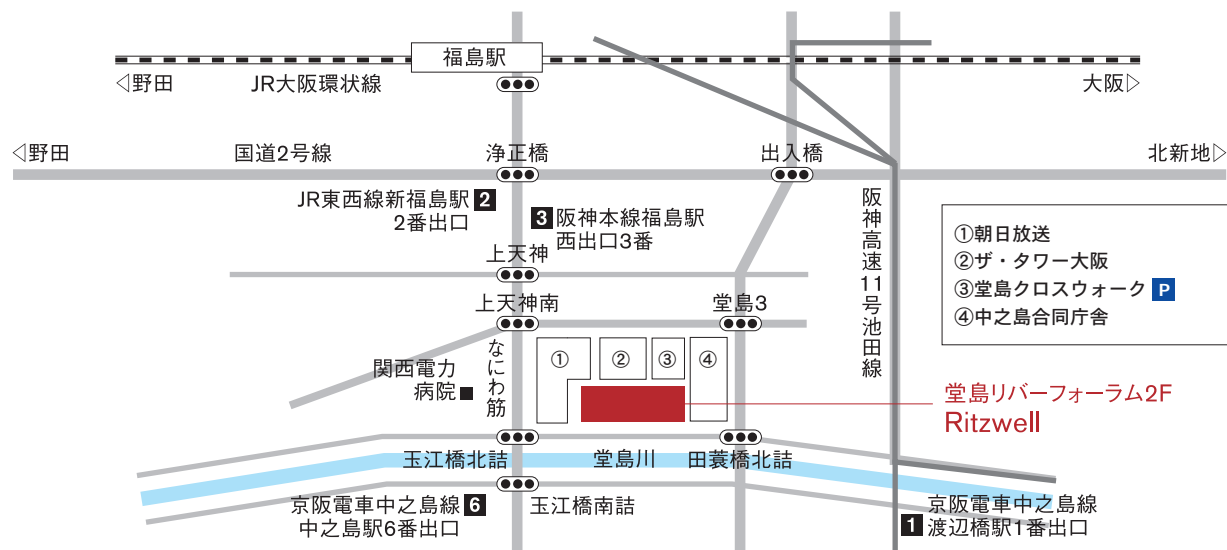 福島駅
◁野田
JR大阪環状線
大阪▷
◁野田
国道2号線
浄正橋
出入橋
北新地▷
JR東西線新福島駅 2
2番出口
3 阪神本線福島駅
西出口3番
阪神高速11号池田線
①朝日放送
②ザ・タワー大阪
③堂島クロスウォーク P
④中之島合同庁舎
上天神
上天神南
堂島3
なにわ筋
①
②
③
④
関西電力
病院
堂島リバーフォーラム2F
Ritzwell
玉江橋北詰
堂島川
田蓑橋北詰
京阪電車中之島線 6
中之島駅6番出口
玉江橋南詰
京阪電車中之島線
1 渡辺橋駅1番出口